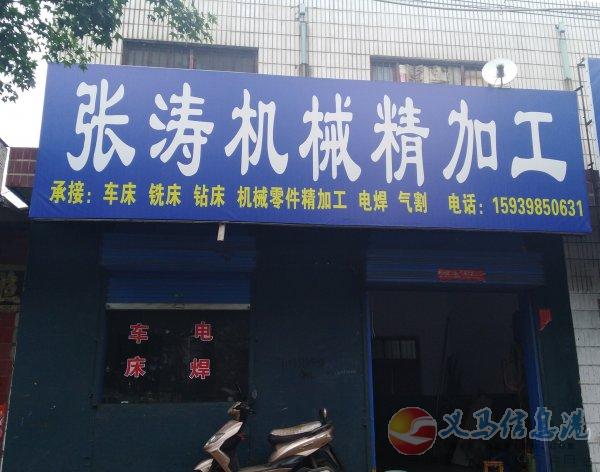 张涛机械精加工
承接：车床 铣床 钻床 机械零件精加工 电焊 气割 电话：15939850631
车床
电焊
义马信息港